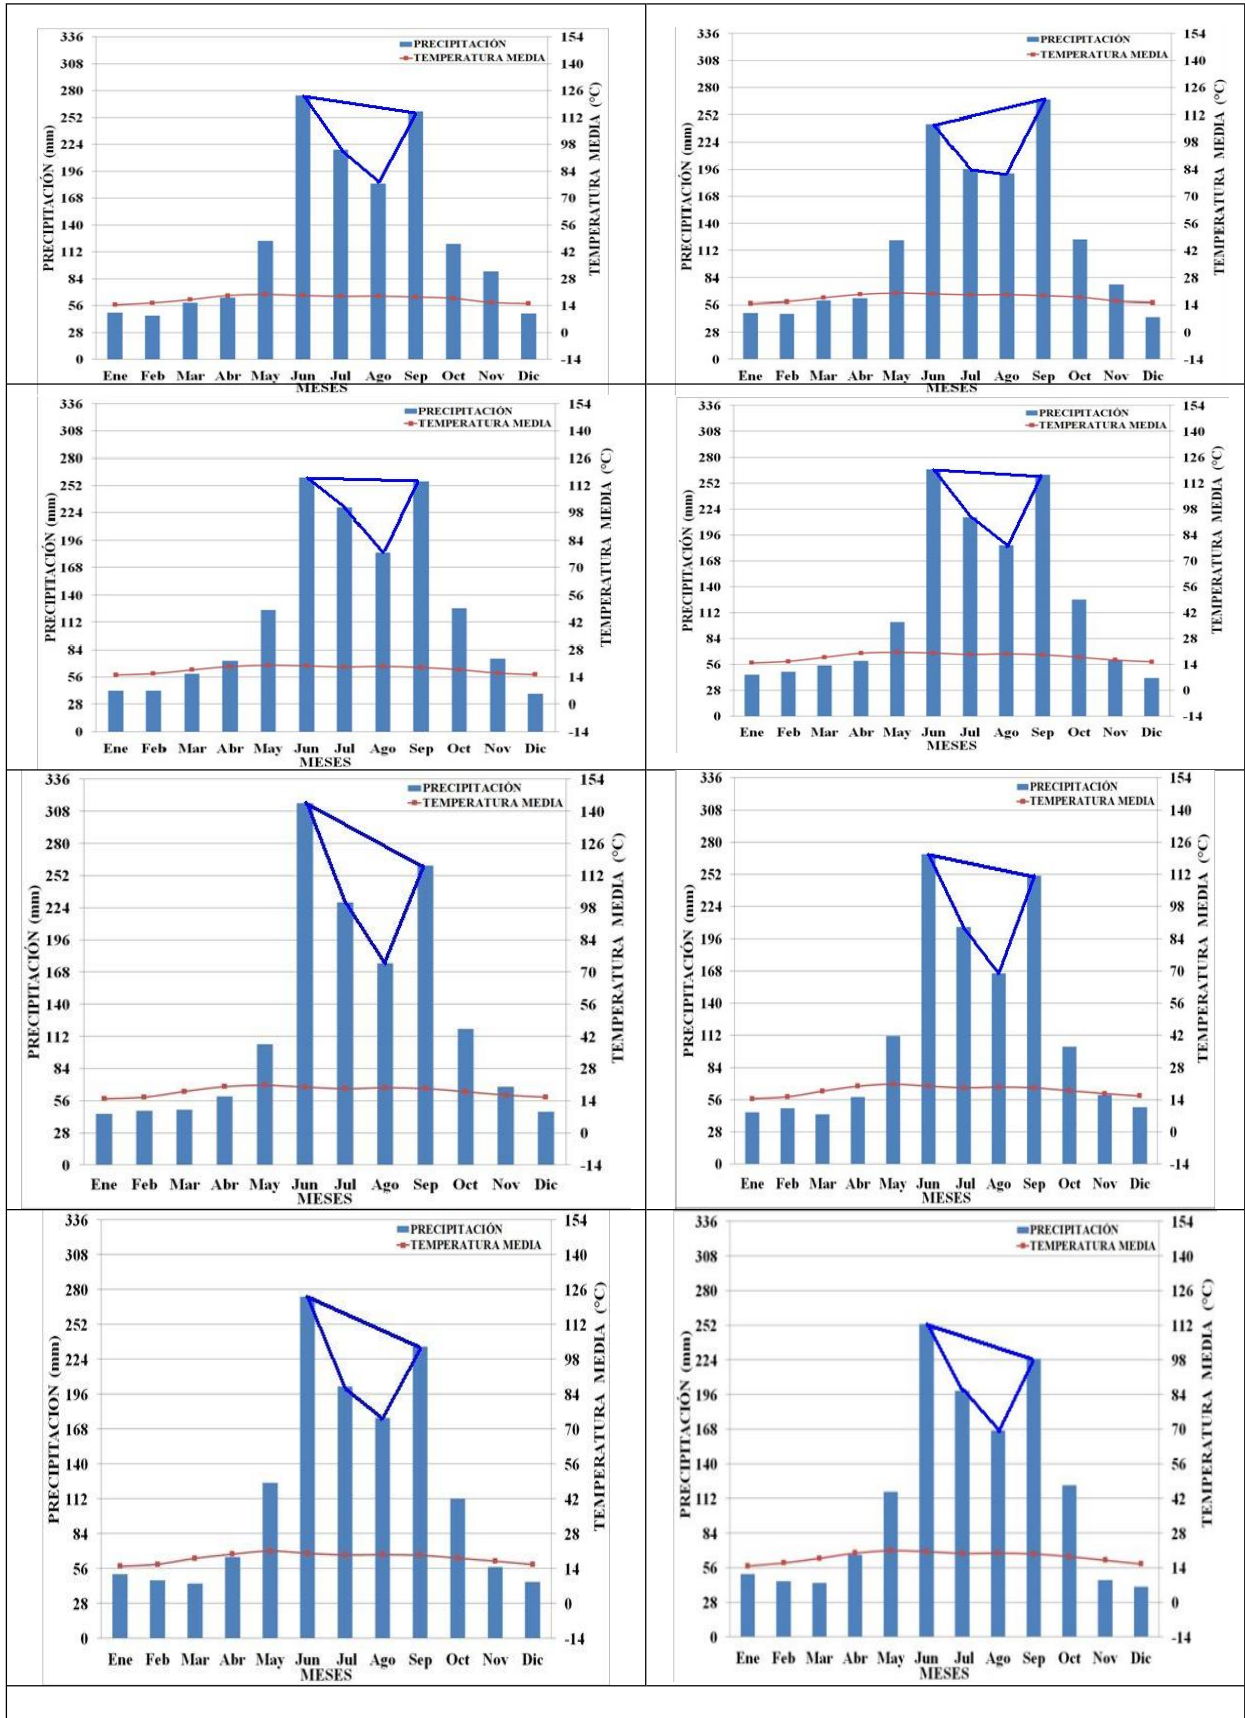 336 PRECIPITACIÓN 154
308 TEMPERATURA MEDIA 140
280 126
252 112
224 98
196 84
168 70
140 56
112 42
84 28
56 14
28 0
0 -14
PRECIPITACIÓN (mm)
TEMPERATURA MEDIA (°C)
Ene Feb Mar Abr May Jun Jul Ago Sep Oct Nov Dic
MESES
336 PRECIPITACIÓN 154
308 TEMPERATURA MEDIA 140
280 126
252 112
224 98
196 84
168 70
140 56
112 42
84 28
56 14
28 0
0 -14
PRECIPITACIÓN (mm)
TEMPERATURA MEDIA (°C)
Ene Feb Mar Abr May Jun Jul Ago Sep Oct Nov Dic
MESES
336 PRECIPITACIÓN 154
308 TEMPERATURA MEDIA 140
280 126
252 112
224 98
196 84
168 70
140 56
112 42
84 28
56 14
28 0
0 -14
PRECIPITACIÓN (mm)
TEMPERATURA MEDIA (°C)
Ene Feb Mar Abr May Jun Jul Ago Sep Oct Nov Dic
MESES
336 PRECIPITACIÓN 154
308 TEMPERATURA MEDIA 140
280 126
252 112
224 98
196 84
168 70
140 56
112 42
84 28
56 14
28 0
0 -14
PRECIPITACIÓN (mm)
TEMPERATURA MEDIA (°C)
Ene Feb Mar Abr May Jun Jul Ago Sep Oct Nov Dic
MESES
336 PRECIPITACIÓN 154
308 TEMPERATURA MEDIA 140
280 126
252 112
224 98
196 84
168 70
140 56
112 42
84 28
56 14
28 0
0 -14
PRECIPITACIÓN (mm)
TEMPERATURA MEDIA (°C)
Ene Feb Mar Abr May Jun Jul Ago Sep Oct Nov Dic
MESES
336 PRECIPITACIÓN 154
308 TEMPERATURA MEDIA 140
280 126
252 112
224 98
196 84
168 70
140 56
112 42
84 28
56 14
28 0
0 -14
PRECIPITACIÓN (mm)
TEMPERATURA MEDIA (°C)
Ene Feb Mar Abr May Jun Jul Ago Sep Oct Nov Dic
MESES
336 PRECIPITACIÓN 154
308 TEMPERATURA MEDIA 140
280 126
252 112
224 98
196 84
168 70
140 56
112 42
84 28
56 14
28 0
0 -14
PRECIPITACION (mm)
TEMPERATURA MEDIA (°C)
Ene Feb Mar Abr May Jun Jul Ago Sep Oct Nov Dic
MESES
336 PRECIPITACIÓN 154
308 TEMPERATURA MEDIA 140
280 126
252 112
224 98
196 84
168 70
140 56
112 42
84 28
56 14
28 0
0 -14
PRECIPITACIÓN (mm)
TEMPERATURA MEDIA (°C)
Ene Feb Mar Abr May Jun Jul Ago Sep Oct Nov Dic
MESES